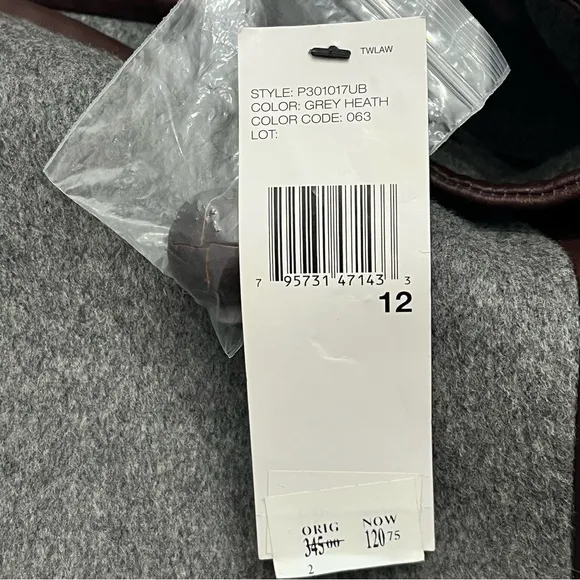 TWLAW
STYLE: P301017UB
COLOR: GREY HEATH
COLOR CODE: 063
LOT:
7 95731 47143 3
12
ORIG NOW
345 00 120 75
2